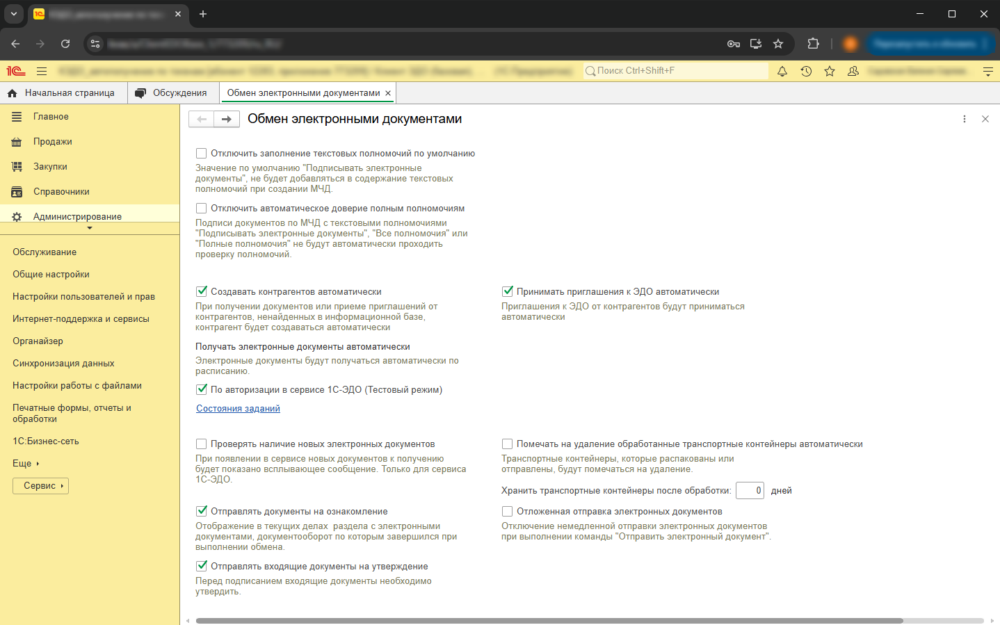 1С
Поиск Ctrl+Shift+F
Начальная страница
Обсуждения
Обмен электронными документами
Главное
Продажи
Закупки
Справочники
Администрирование
Обслуживание
Общие настройки
Настройки пользователей и прав
Интернет-поддержка и сервисы
Органайзер
Синхронизация данных
Настройки работы с файлами
Печатные формы, отчеты и
обработки
1С:Бизнес-сеть
Еще
Сервис
Обмен электронными документами
Отключить заполнение текстовых полномочий по умолчанию
Значение по умолчанию "Подписывать электронные
документы", не будет добавляться в содержание текстовых
полномочий при создании МЧД.
Отключить автоматическое доверие полным полномочиям
Подписи документов по МЧД с текстовыми полномочиями
"Подписывать электронные документы", "Все полномочия" или
"Полные полномочия" не будут автоматически проходить
проверку полномочий.
Создавать контрагентов автоматически
При получении документов или приеме приглашений от
контрагентов, ненайденных в информационной базе,
контрагент будет создаваться автоматически
Принимать приглашения к ЭДО автоматически
Приглашения к ЭДО от контрагентов будут приниматься
автоматически
Получать электронные документы автоматически
Электронные документы будут получаться автоматически по
расписанию.
По авторизации в сервисе 1С-ЭДО (Тестовый режим)
Состояния заданий
Проверять наличие новых электронных документов
При появлении в сервисе новых документов к получению
будет показано всплывающее сообщение. Только для сервиса
1С-ЭДО.
Помечать на удаление обработанные транспортные контейнеры автоматически
Транспортные контейнеры, которые распакованы или
отправлены, будут помечаться на удаление.
Хранить транспортные контейнеры после обработки: 0 дней
Отправлять документы на ознакомление
Отображение в текущих делах раздела с электронными
документами, документооборот по которым завершился при
выполнении обмена.
Отложенная отправка электронных документов
Отключение немедленной отправки электронных документов
при выполнении команды "Отправить электронный документ".
Отправлять входящие документы на утверждение
Перед подписанием входящие документы необходимо
утвердить.